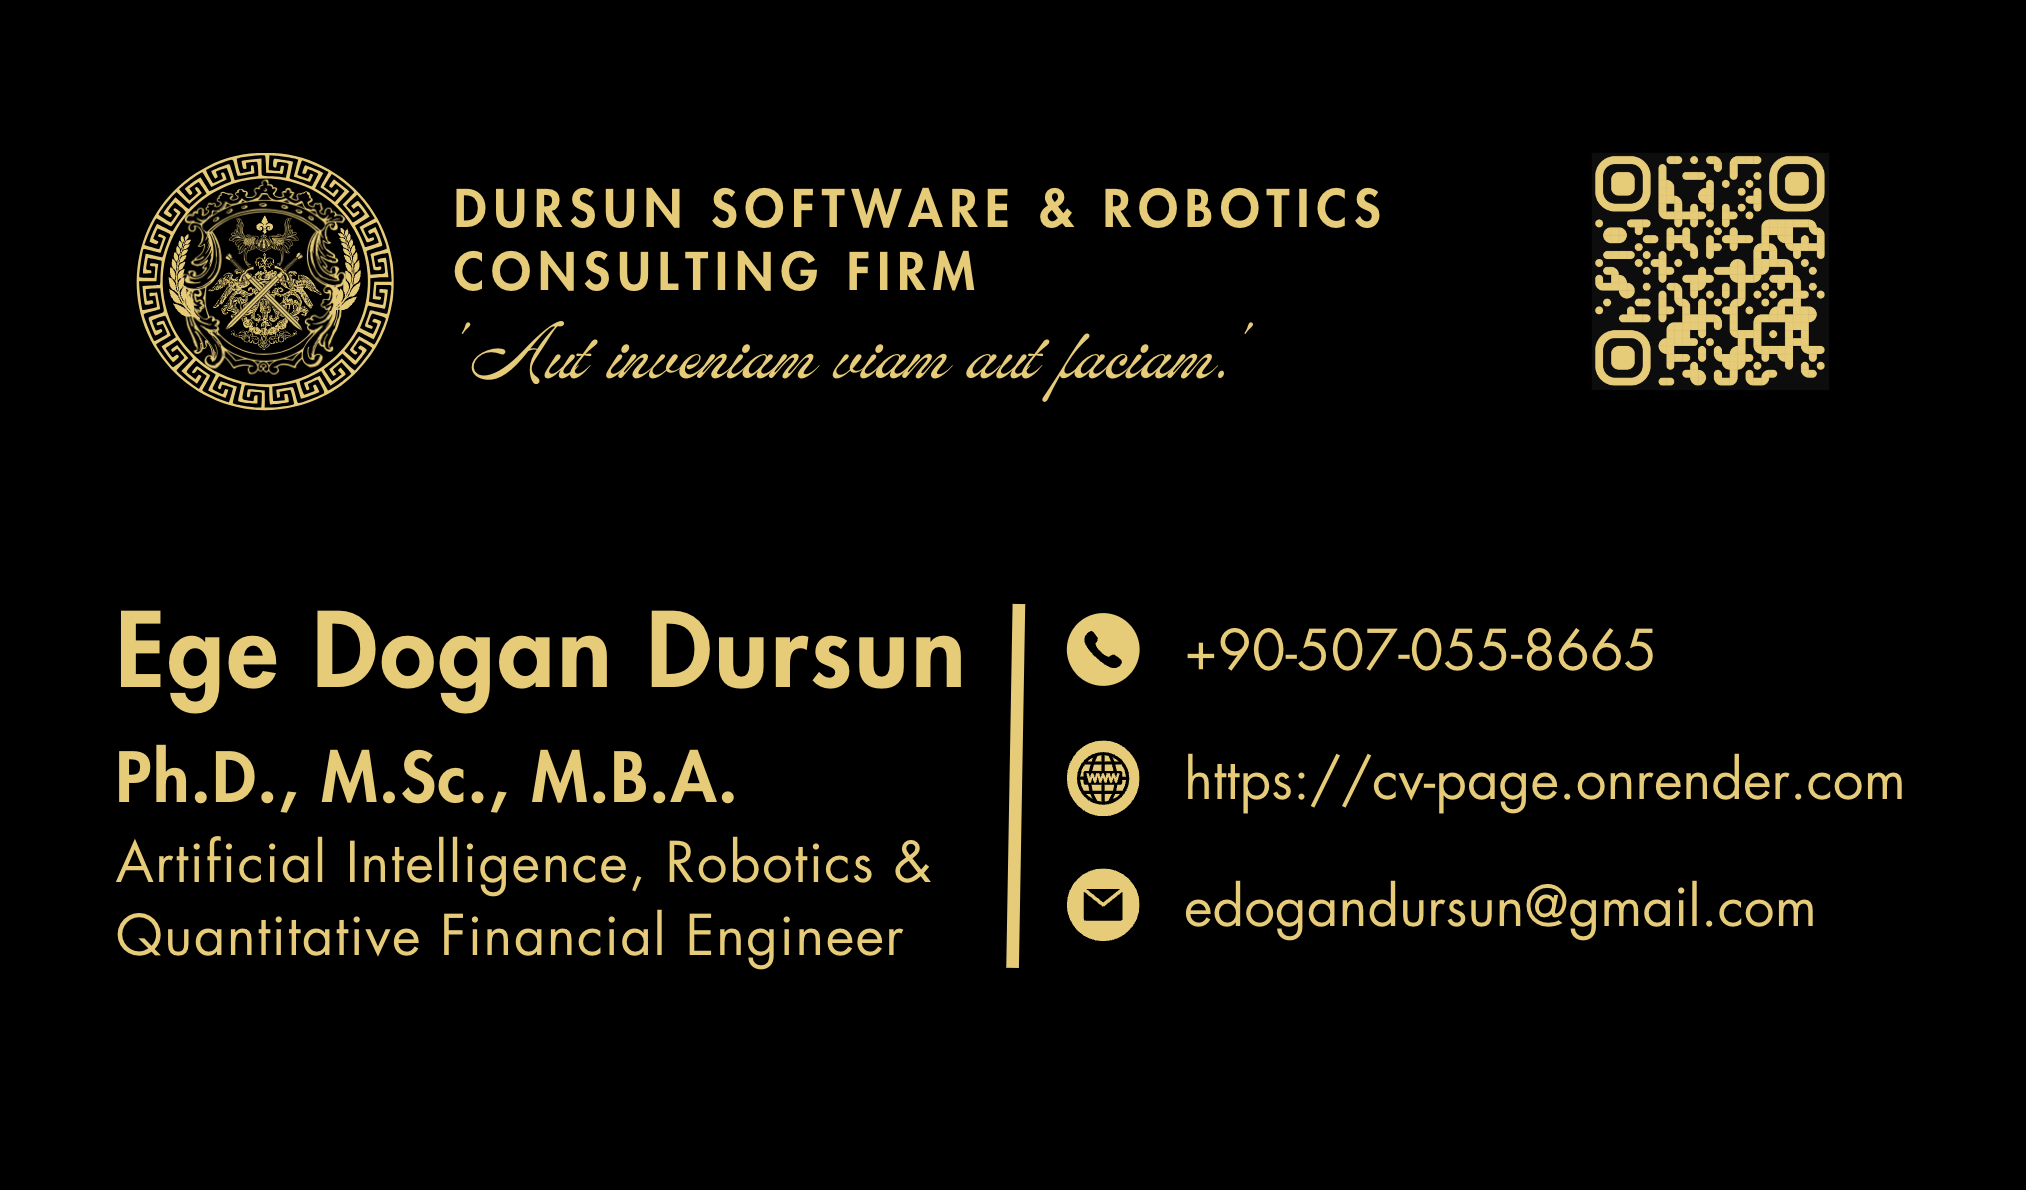 DURSUN SOFTWARE & ROBOTICS
CONSULTING FIRM
'Aut inveniam viam aut faciam.'
Ege Dogan Dursun
Ph.D., M.Sc., M.B.A.
Artificial Intelligence, Robotics &
Quantitative Financial Engineer
+90-507-055-8665
www
https://cv-page.onrender.com
edogandursun@gmail.com